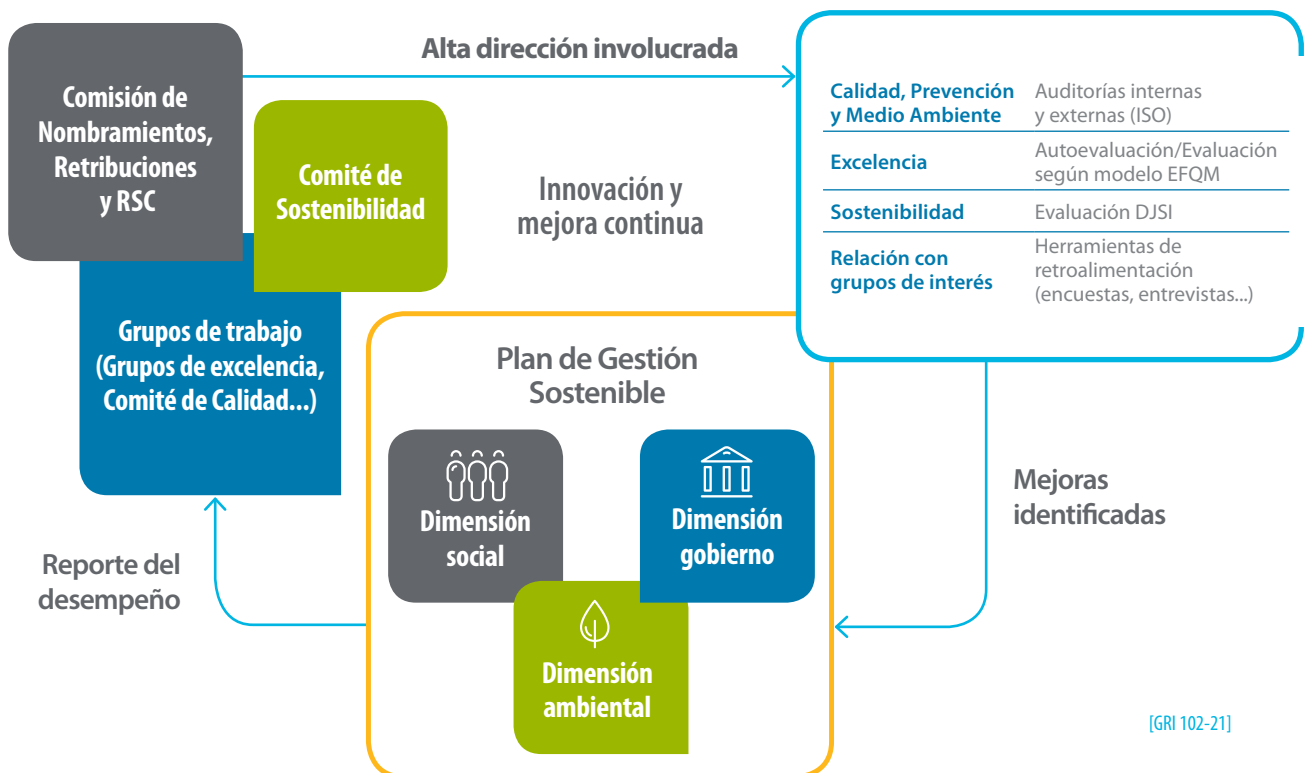 Comisión de
Nombramientos,
Retribuciones
y RSC
Comité de
Sostenibilidad
Grupos de trabajo
(Grupos de excelencia,
Comité de Calidad...)
Alta dirección involucrada
Innovación y
mejora continua
Calidad, Prevención
y Medio Ambiente
Auditorías internas
y externas (ISO)
Excelencia
Autoevaluación/Evaluación
según modelo EFQM
Sostenibilidad
Evaluación DJSI
Relación con
grupos de interés
Herramientas de
retroalimentación
(encuestas, entrevistas...)
Mejoras
identificadas
Plan de Gestión
Sostenible
Dimensión
social
Dimensión
gobierno
Dimensión
ambiental
Reporte del
desempeño
[GRI 102-21]